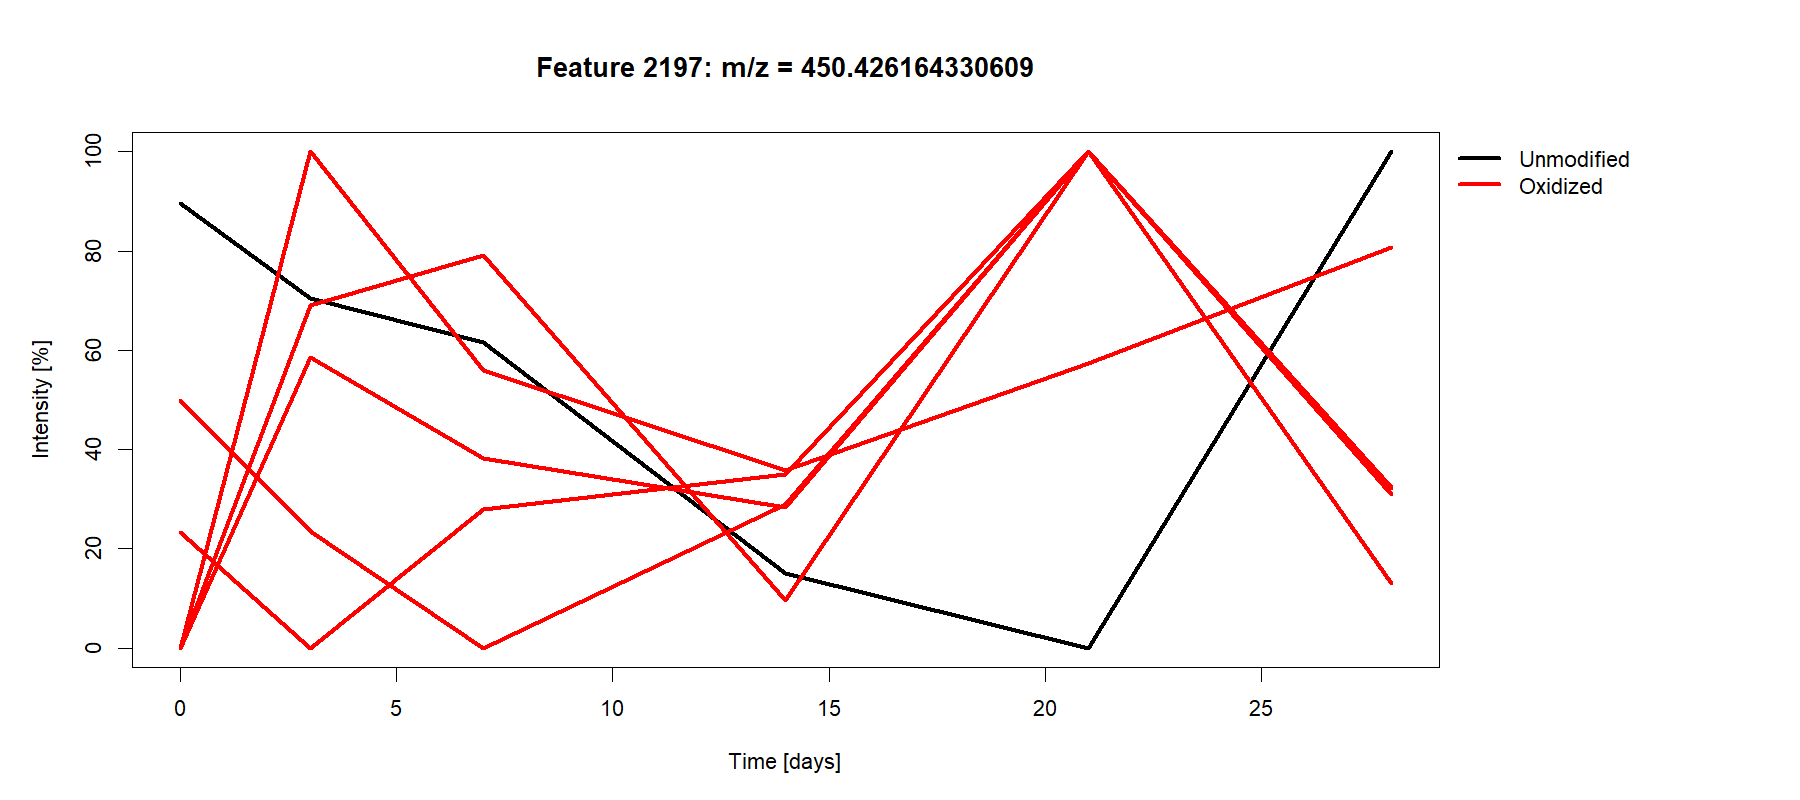 Feature 2197: m/z = 450.426164330609
Unmodified
Oxidized
Intensity [%]
100
80
60
40
20
0
0 5 10 15 20 25
Time [days]